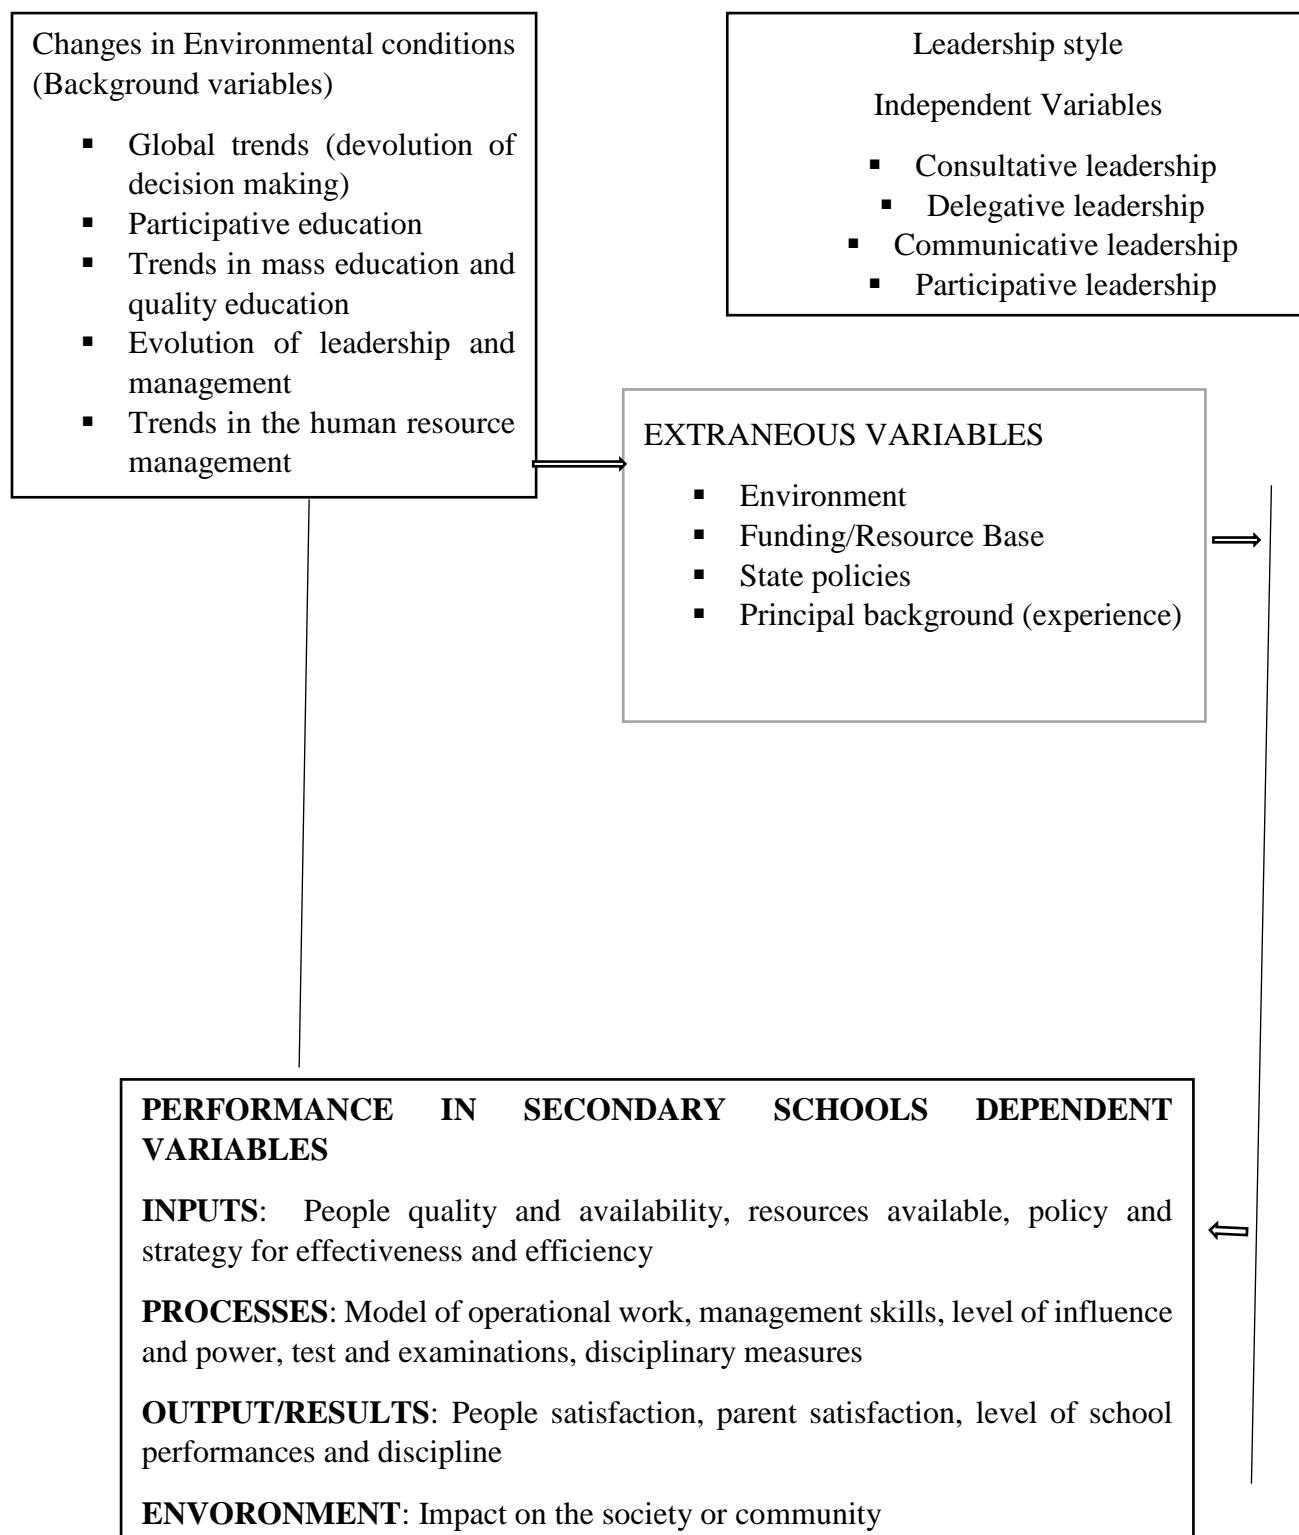 Changes in Environmental conditions
(Background variables)
▪ Global trends (devolution of
decision making)
▪ Participative education
▪ Trends in mass education and
quality education
▪ Evolution of leadership and
management
▪ Trends in the human resource
management
Leadership style
Independent Variables
▪ Consultative leadership
▪ Delegative leadership
▪ Communicative leadership
▪ Participative leadership
EXTRANEOUS VARIABLES
▪ Environment
▪ Funding/Resource Base
▪ State policies
▪ Principal background (experience)
PERFORMANCE IN SECONDARY SCHOOLS DEPENDENT
VARIABLES
INPUTS: People quality and availability, resources available, policy and
strategy for effectiveness and efficiency
PROCESSES: Model of operational work, management skills, level of influence
and power, test and examinations, disciplinary measures
OUTPUT/RESULTS: People satisfaction, parent satisfaction, level of school
performances and discipline
ENVORONMENT: Impact on the society or community